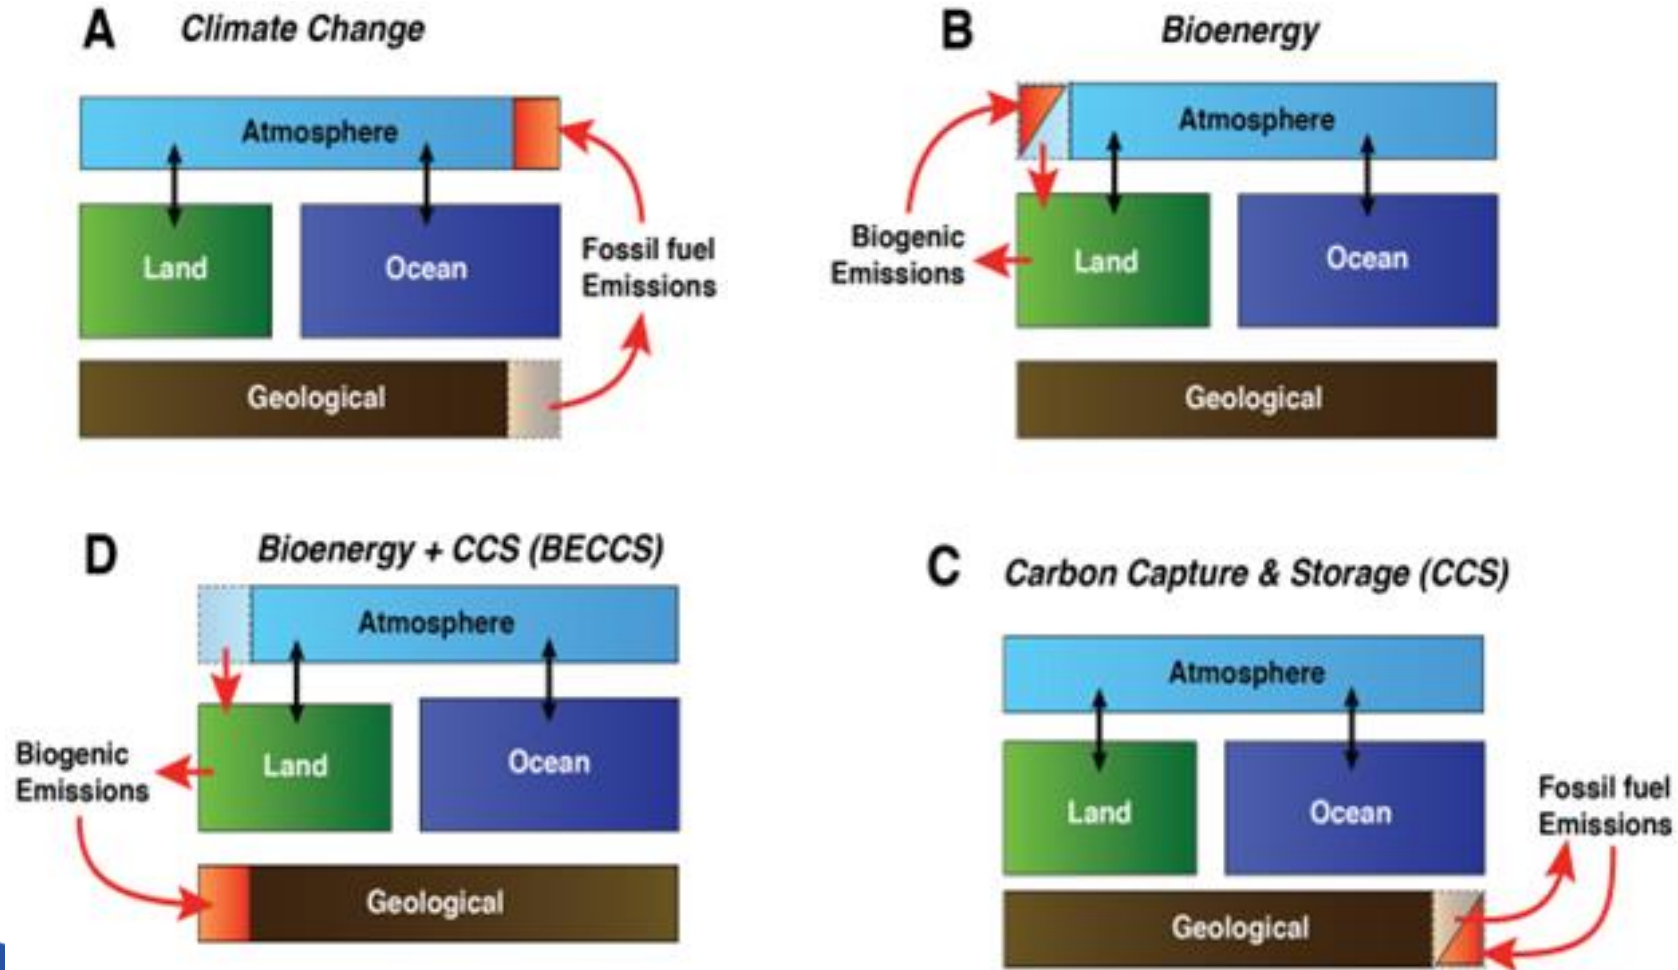 A
Climate Change
Atmosphere
Land
Ocean
Fossil fuel
Emissions
Geological
B
Bioenergy
Atmosphere
Biogenic
Emissions
Land
Ocean
Geological
D
Bioenergy + CCS (BECCS)
Atmosphere
Biogenic
Emissions
Land
Ocean
Geological
C
Carbon Capture & Storage (CCS)
Atmosphere
Land
Ocean
Fossil fuel
Emissions
Geological